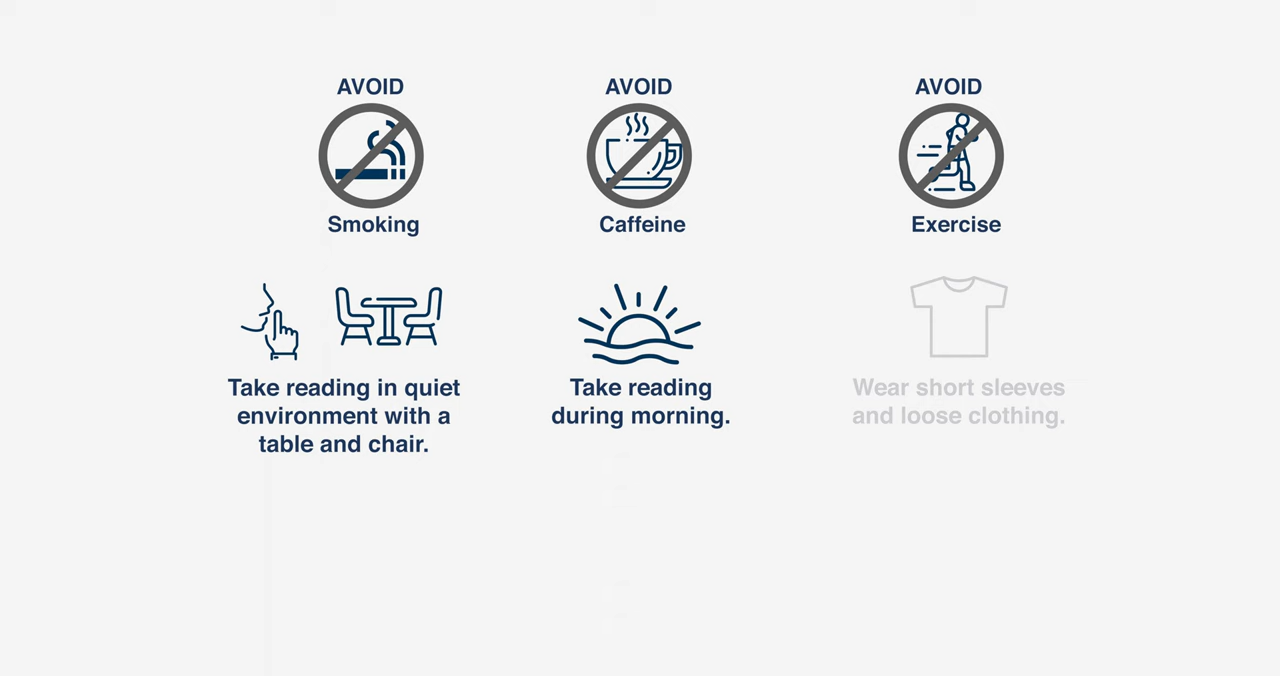 AVOID
AVOID
AVOID
Smoking
Caffeine
Exercise
Take reading in quiet
environment with a
table and chair.
Take reading
during morning.
Wear short sleeves
and loose clothing.